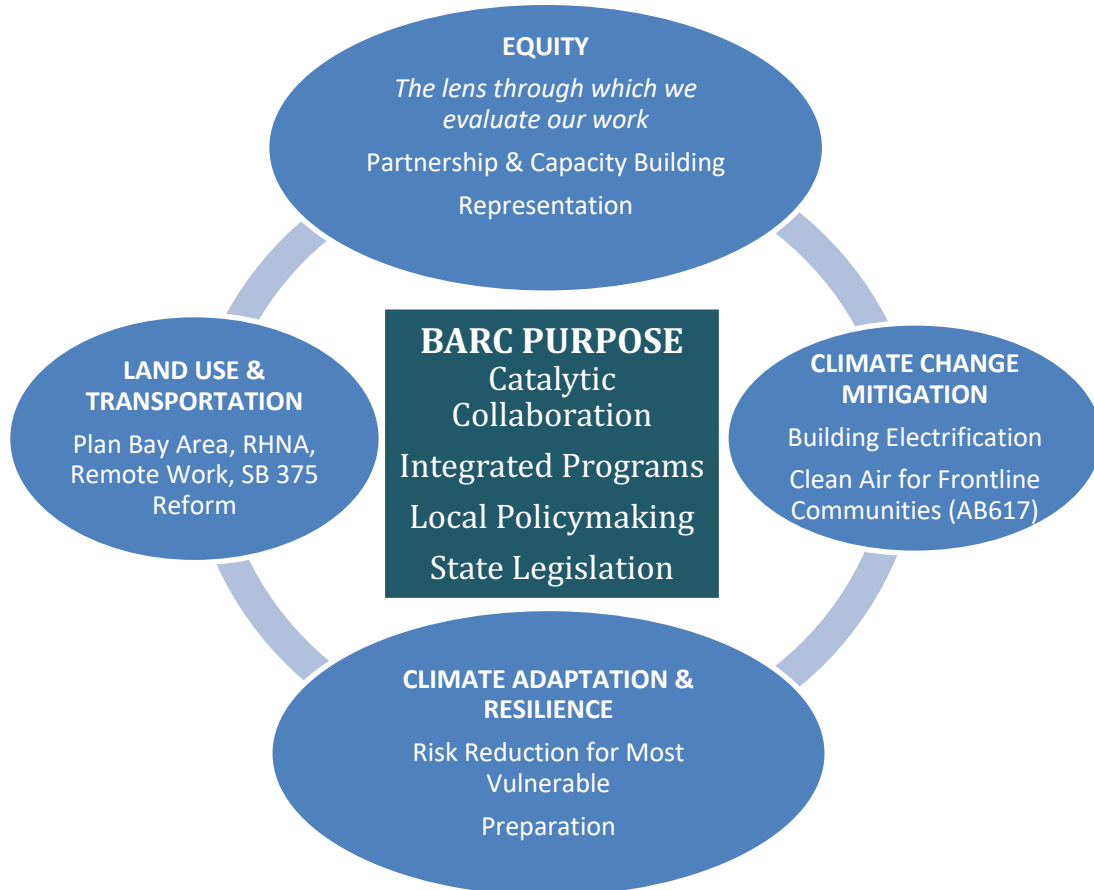 EQUITY
The lens through which we
evaluate our work
Partnership & Capacity Building
Representation
LAND USE &
TRANSPORTATION
Plan Bay Area, RHNA,
Remote Work, SB 375
Reform
BARC PURPOSE
Catalytic
Collaboration
Integrated Programs
Local Policymaking
State Legislation
CLIMATE CHANGE
MITIGATION
Building Electrification
Clean Air for Frontline
Communities (AB617)
CLIMATE ADAPTATION &
RESILIENCE
Risk Reduction for Most
Vulnerable
Preparation